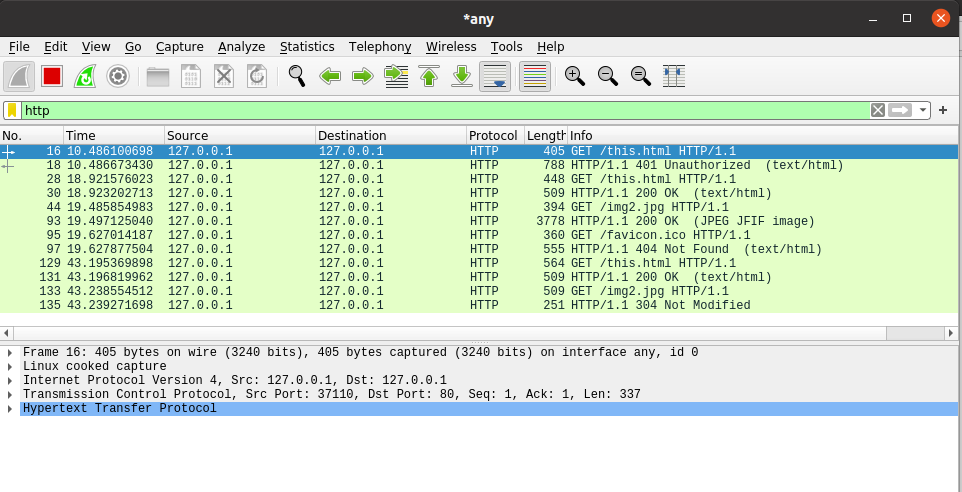 *any
File Edit View Go Capture Analyze Statistics Telephony Wireless Tools Help
http
No. Time Source Destination Protocol Length Info
16 10.486100698 127.0.0.1 127.0.0.1 HTTP 405 GET /this.html HTTP/1.1
18 10.486673430 127.0.0.1 127.0.0.1 HTTP 788 HTTP/1.1 401 Unauthorized (text/html)
28 18.921576023 127.0.0.1 127.0.0.1 HTTP 448 GET /this.html HTTP/1.1
30 18.923202713 127.0.0.1 127.0.0.1 HTTP 509 HTTP/1.1 200 OK (text/html)
44 19.485854983 127.0.0.1 127.0.0.1 HTTP 394 GET /img2.jpg HTTP/1.1
93 19.497125040 127.0.0.1 127.0.0.1 HTTP 3778 HTTP/1.1 200 OK (JPEG JFIF image)
95 19.627014187 127.0.0.1 127.0.0.1 HTTP 360 GET /favicon.ico HTTP/1.1
97 19.627877504 127.0.0.1 127.0.0.1 HTTP 555 HTTP/1.1 404 Not Found (text/html)
129 43.195369898 127.0.0.1 127.0.0.1 HTTP 564 GET /this.html HTTP/1.1
131 43.196819962 127.0.0.1 127.0.0.1 HTTP 509 HTTP/1.1 200 OK (text/html)
133 43.238554512 127.0.0.1 127.0.0.1 HTTP 509 GET /img2.jpg HTTP/1.1
135 43.239271698 127.0.0.1 127.0.0.1 HTTP 251 HTTP/1.1 304 Not Modified
Frame 16: 405 bytes on wire (3240 bits), 405 bytes captured (3240 bits) on interface any, id 0
Linux cooked capture
Internet Protocol Version 4, Src: 127.0.0.1, Dst: 127.0.0.1
Transmission Control Protocol, Src Port: 37110, Dst Port: 80, Seq: 1, Ack: 1, Len: 337
Hypertext Transfer Protocol